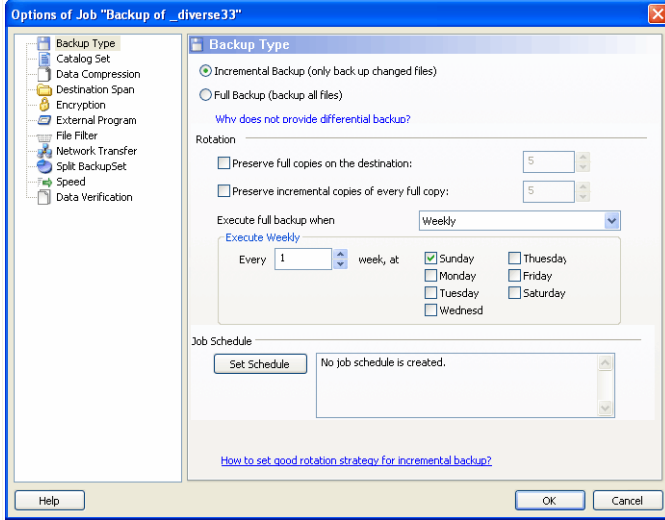 Options of Job "Backup of _diverse33"
Backup Type
Catalog Set
Data Compression
Destination Span
Encryption
External Program
File Filter
Network Transfer
Split BackupSet
Speed
Data Verification
Backup Type
Incremental Backup (only back up changed files)
Full Backup (backup all files)
Why does not provide differential backup?
Rotation
Preserve full copies on the destination: 5
Preserve incremental copies of every full copy: 5
Execute full backup when Weekly
Execute Weekly
Every 1 week, at Sunday Thuesday
Monday Friday
Tuesday Saturday
Wednesd
Job Schedule
Set Schedule No job schedule is created.
How to set good rotation strategy for incremental backup?
Help OK Cancel